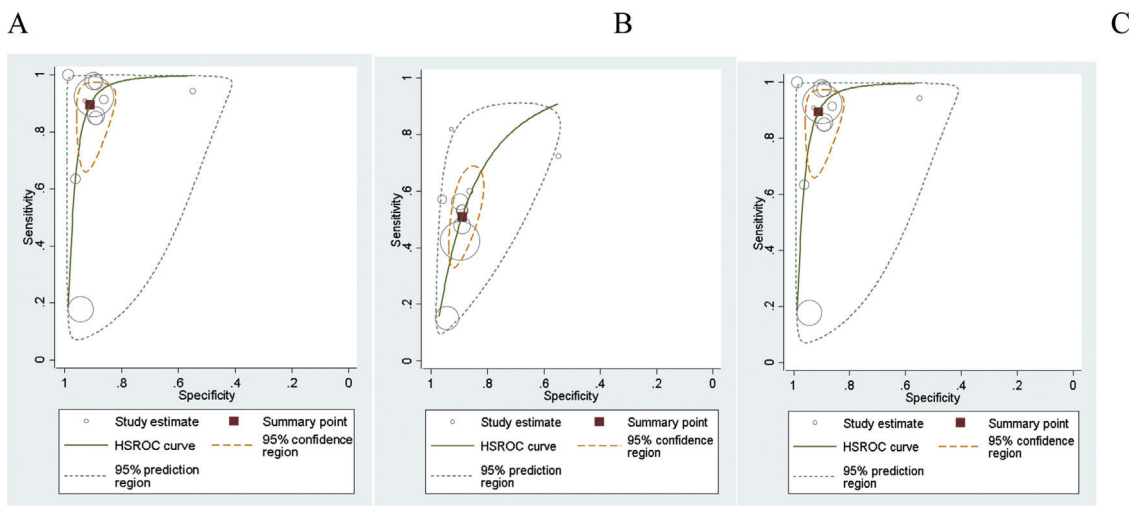 A
B
C
Sensitivity
0 .2 .4 .6 .8 1
1 .8 .6 .4 .2 0
Specificity
Study estimate
Summary point
HSROC curve
95% confidence
region
95% prediction
region
Sensitivity
0 .2 .4 .6 .8 1
1 .8 .6 .4 .2 0
Specificity
Study estimate
Summary point
HSROC curve
95% confidence
region
95% prediction
region
Sensitivity
0 .2 .4 .6 .8 1
1 .8 .6 .4 .2 0
Specificity
Study estimate
Summary point
HSROC curve
95% confidence
region
95% prediction
region